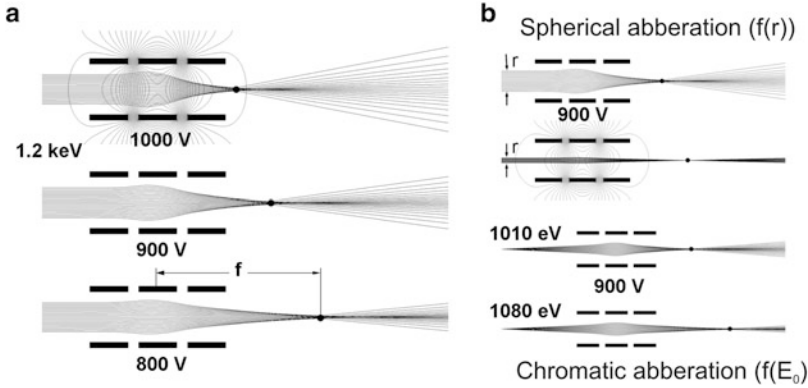 a
1.2 keV
1000 V
900 V
f
800 V
b
Spherical abberation (f(r))
r
900 V
r
1010 eV
900 V
1080 eV
Chromatic abberation (f(E₀)